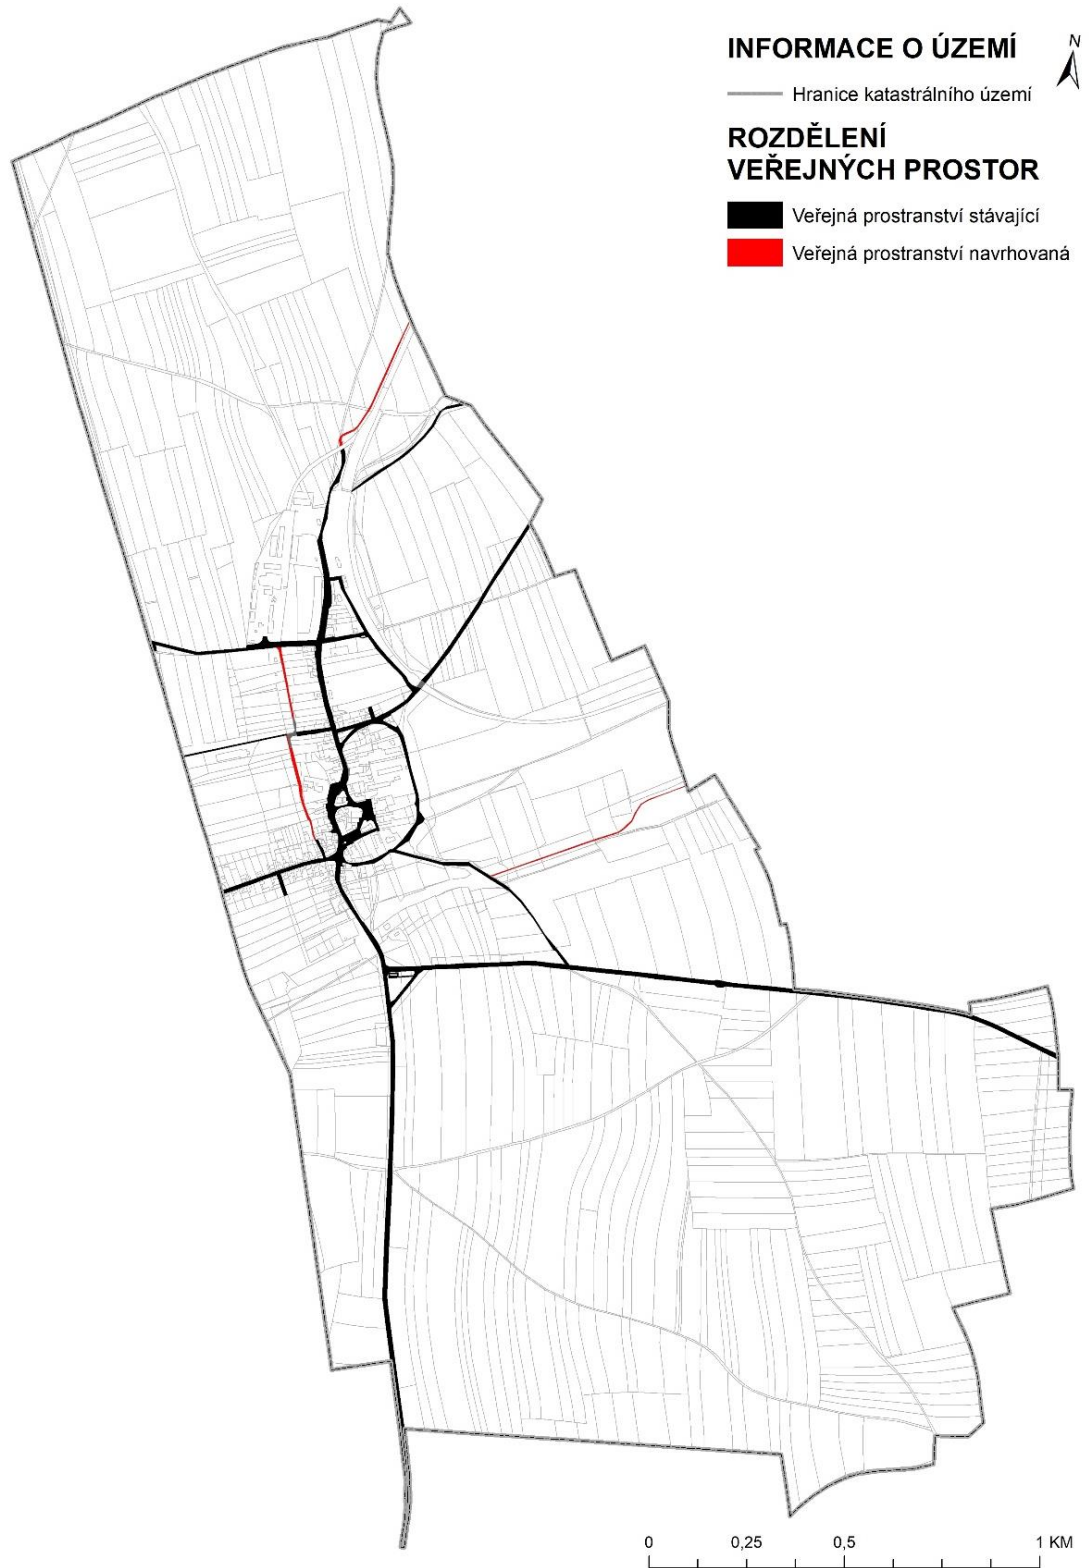 INFORMACE O ÚZEMÍ
N
Hranice katastrálního území
ROZDĚLENÍ
VEŘEJNÝCH PROSTOR
Veřejná prostranství stávající
Veřejná prostranství navrhovaná
0 0,25 0,5 1 KM